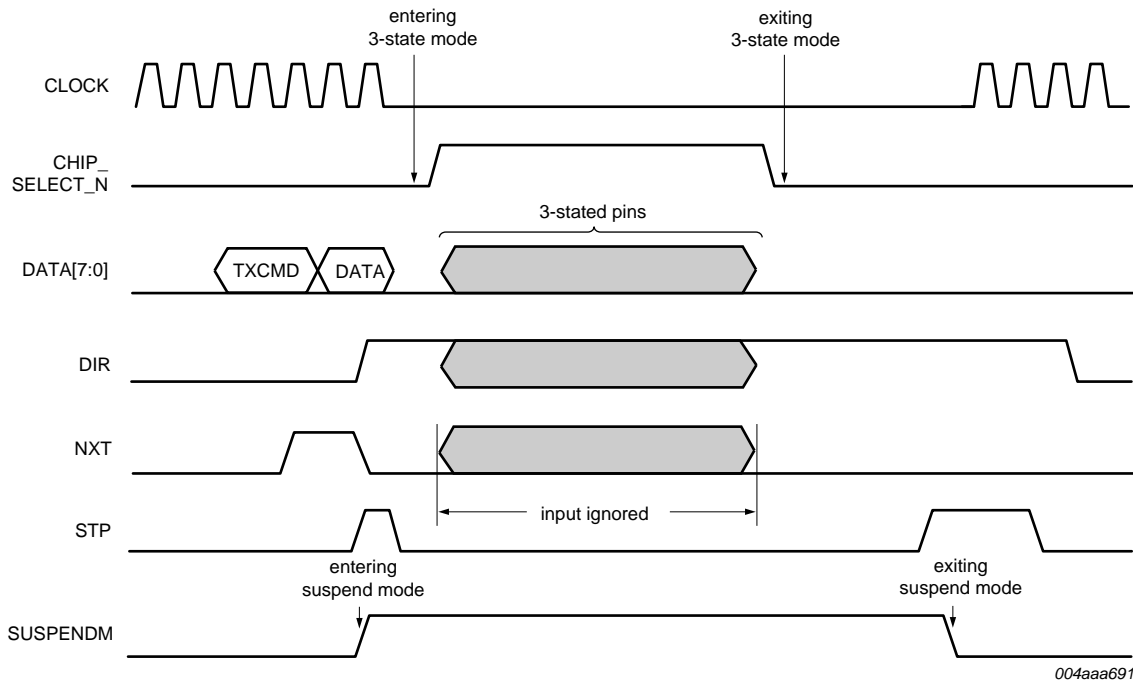 entering
3-state mode
exiting
3-state mode
CLOCK
CHIP_
SELECT_N
3-stated pins
DATA[7:0]
TXCMD
DATA
DIR
NXT
input ignored
STP
entering
suspend mode
exiting
suspend mode
SUSPENDM
004aaa691